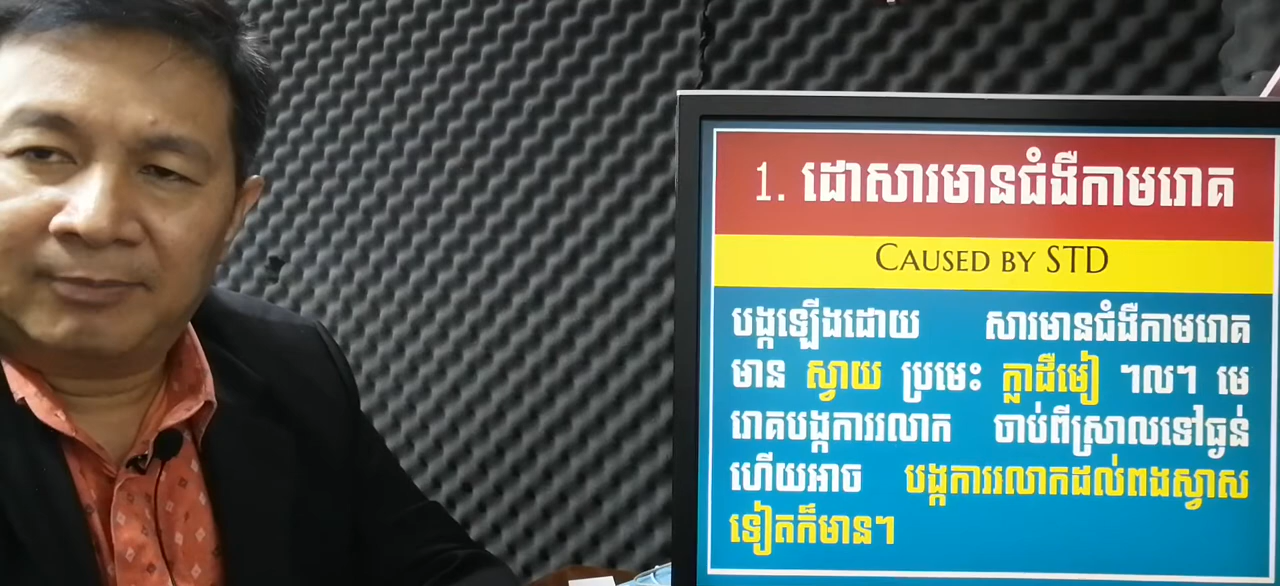 1. ដោសារមានជំងឺកាមរោគ
CAUSED BY STD
បង្កឡើងដោយ សារមានជំងឺកាមរោគ
មាន ស្វាយ ប្រមេះ ក្លាដឺមៀ ។ល។ មេ
រោគបង្កការរលាក ចាប់ពីស្រាលទៅធ្ងន់
ហើយអាច បង្កការរលាកដល់ពងស្វាស
ទៀតក៏មាន។